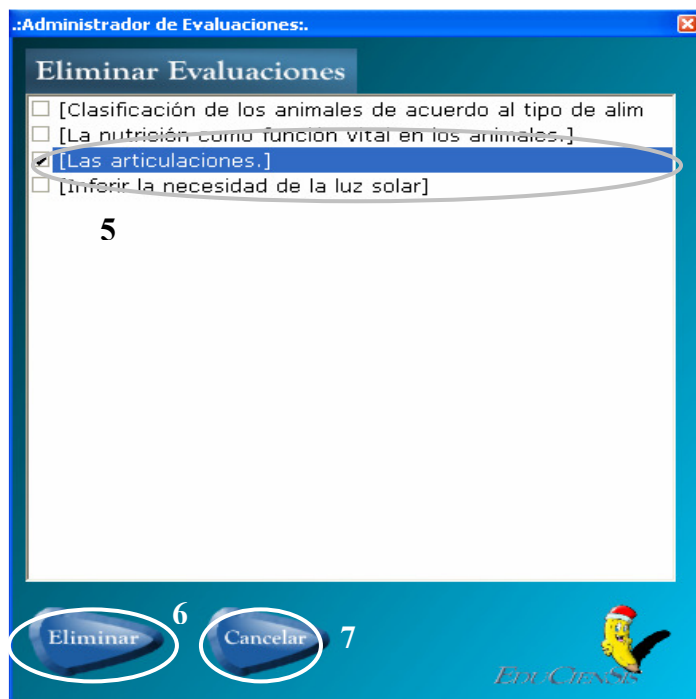 .:Administrador de Evaluaciones:.
Eliminar Evaluaciones
[Clasificación de los animales de acuerdo al tipo de alim
[La nutrición como función vital en los animales.]
[Las articulaciones.]
[Inferir la necesidad de la luz solar]
5
6
Eliminar
Cancelar
7
EDUCIENSIS